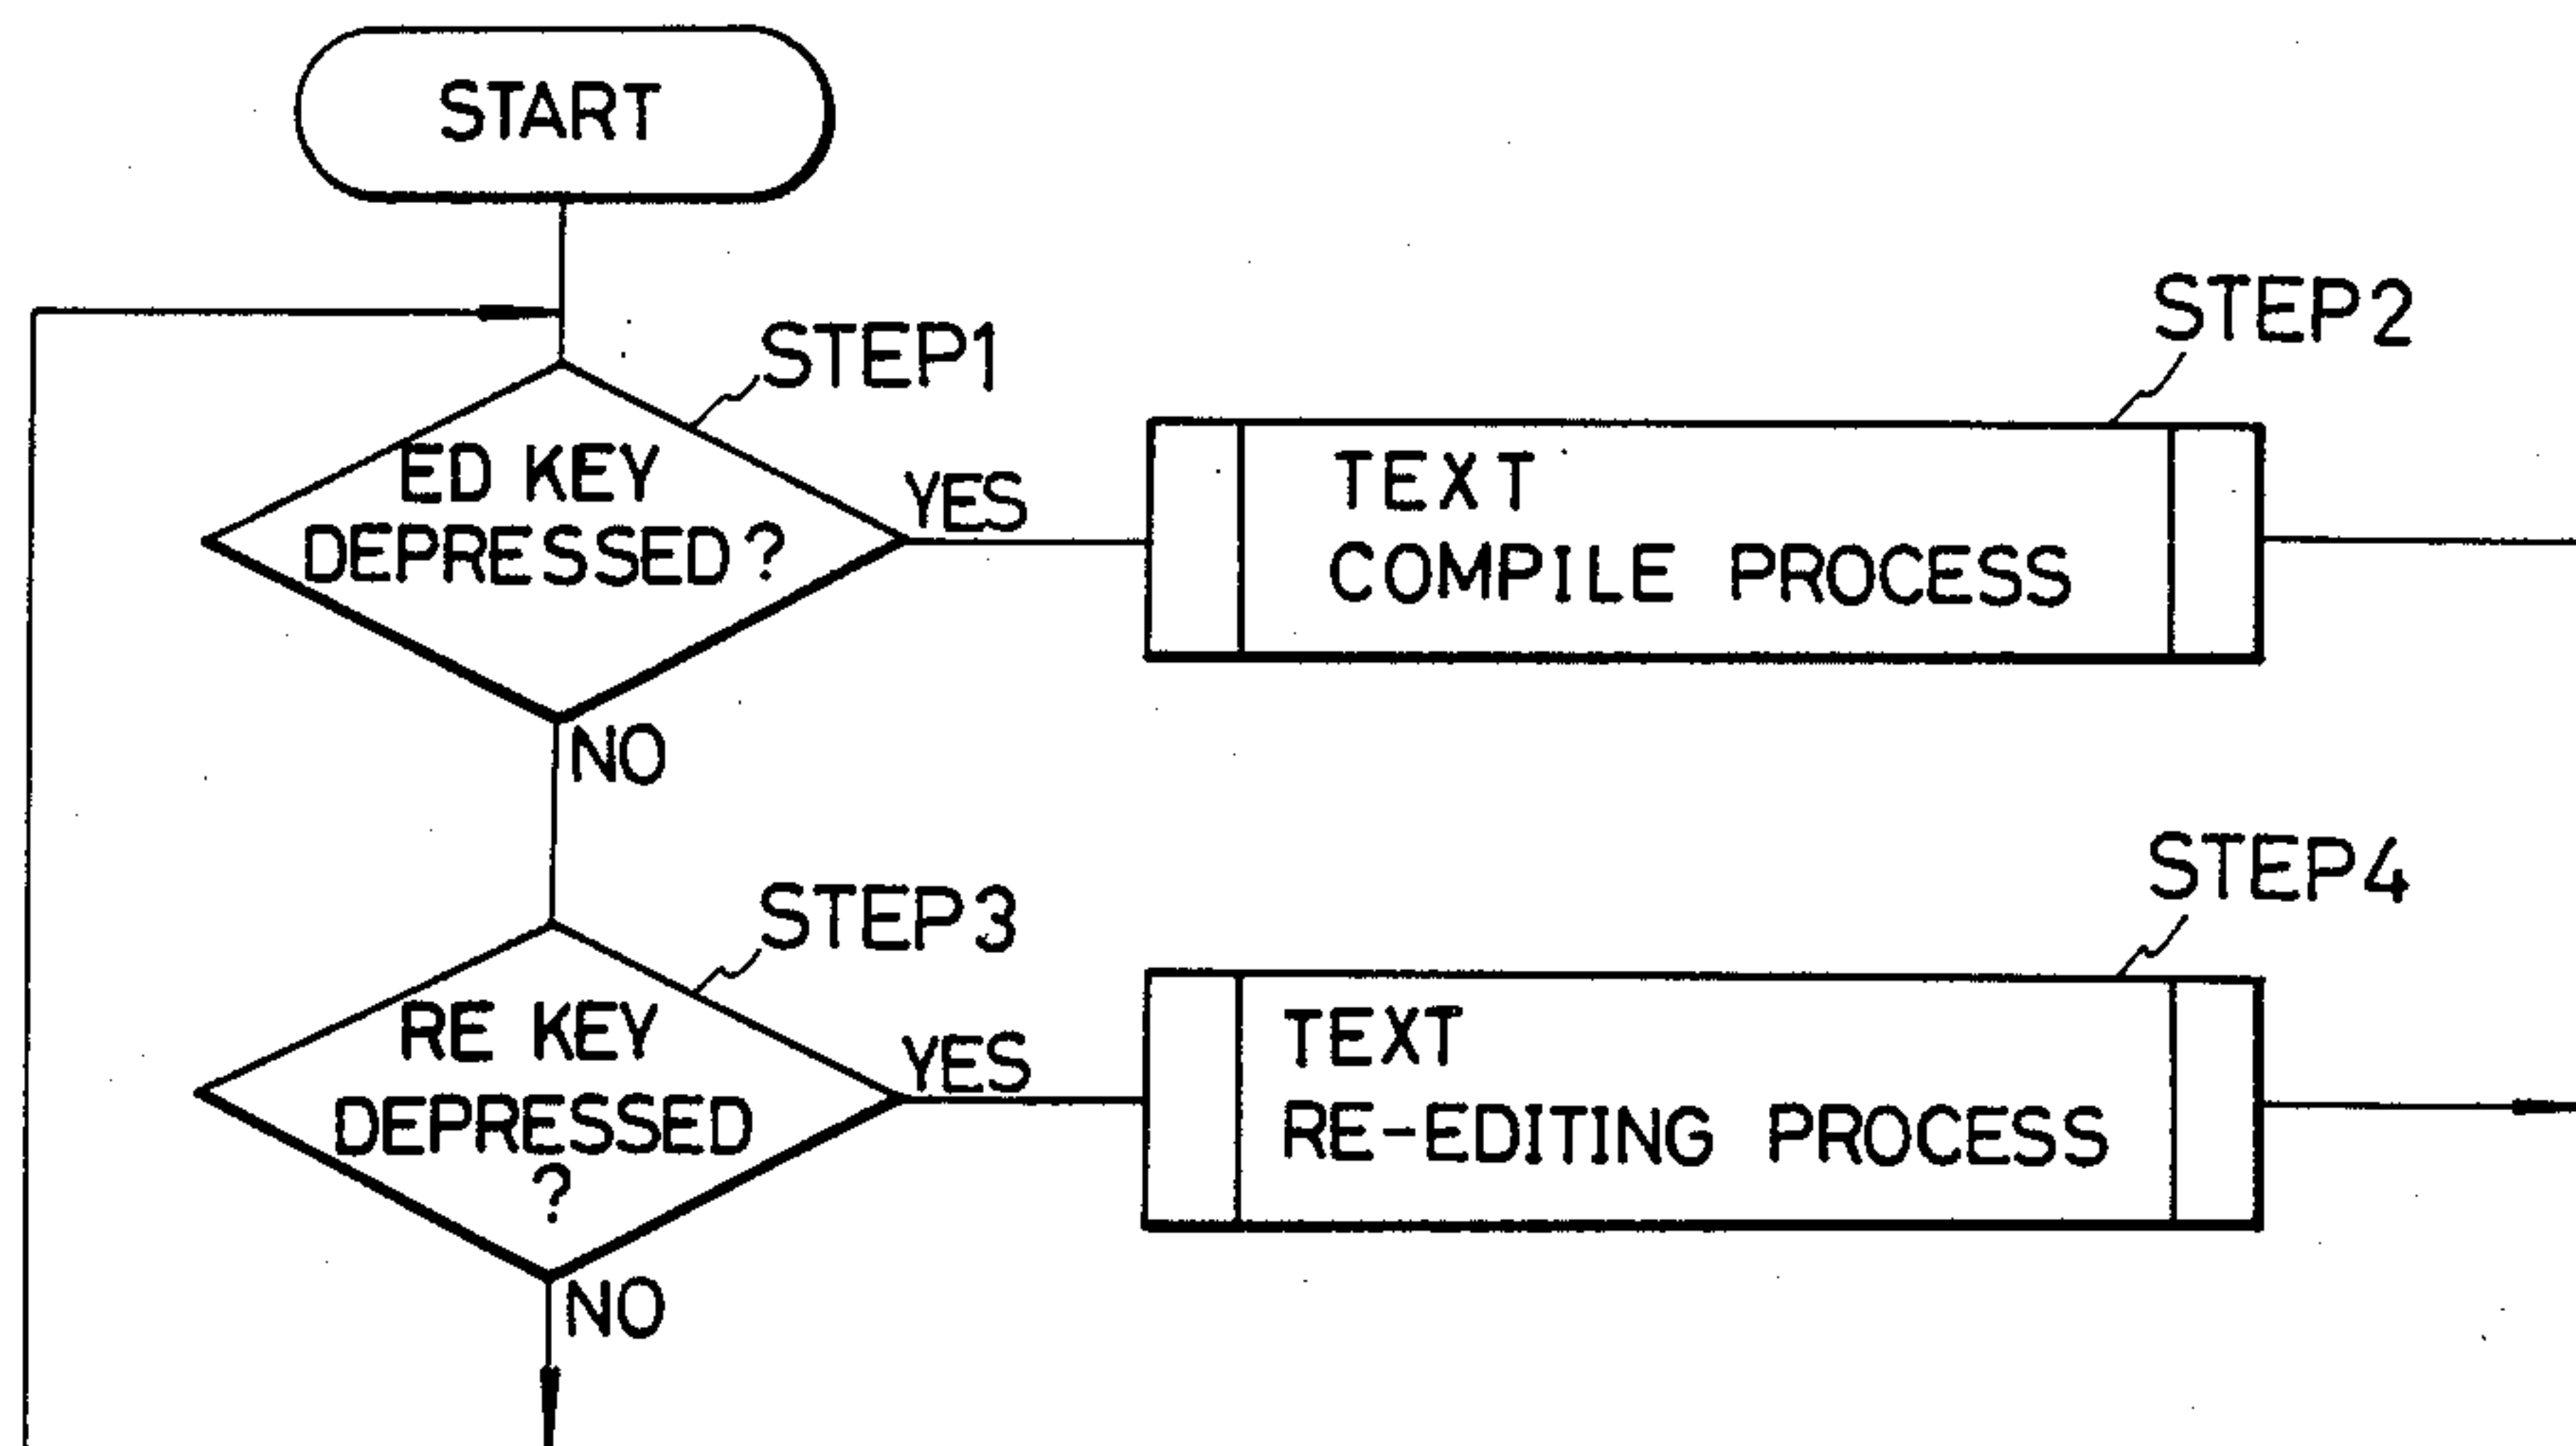 START
STEP1
STEP2
ED KEY
DEPRESSED?
YES
TEXT
COMPILE PROCESS
NO
STEP3
STEP4
RE KEY
DEPRESSED
?
YES
TEXT
RE-EDITING PROCESS
NO